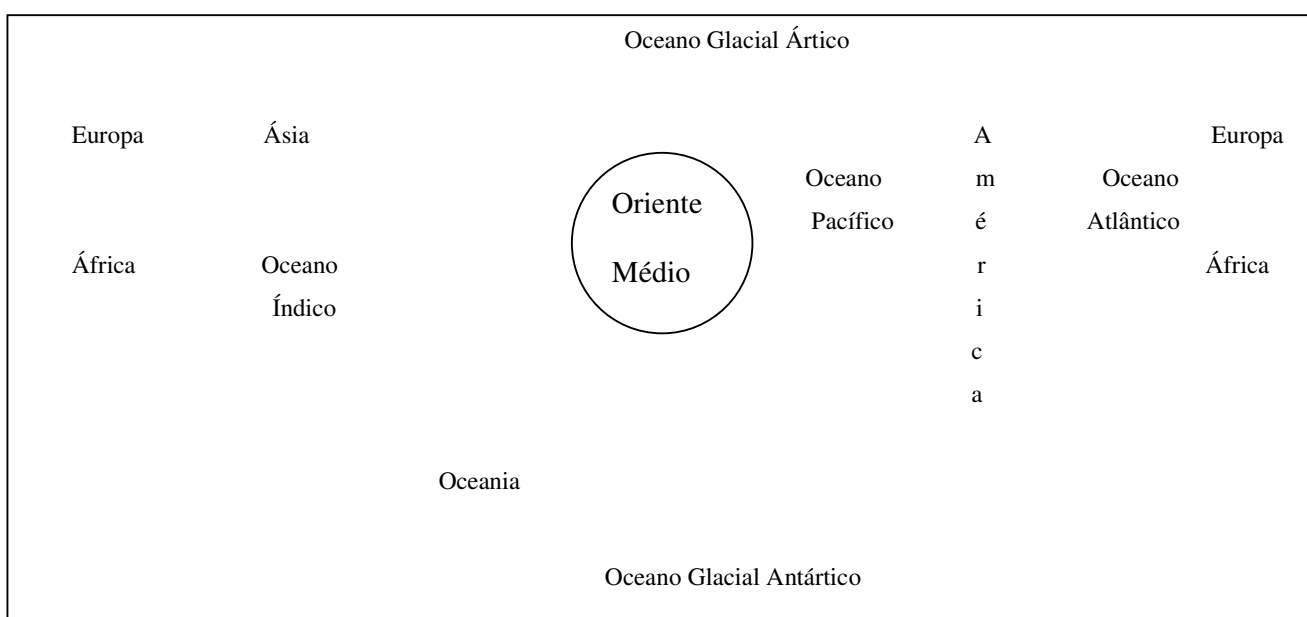 Oceano Glacial Ártico
Europa Ásia A Europa
Oceano m Oceano
Oriente
Pacífico é Atlântico
Médio
África Oceano r África
Índico i
c
a
Oceania
Oceano Glacial Antártico